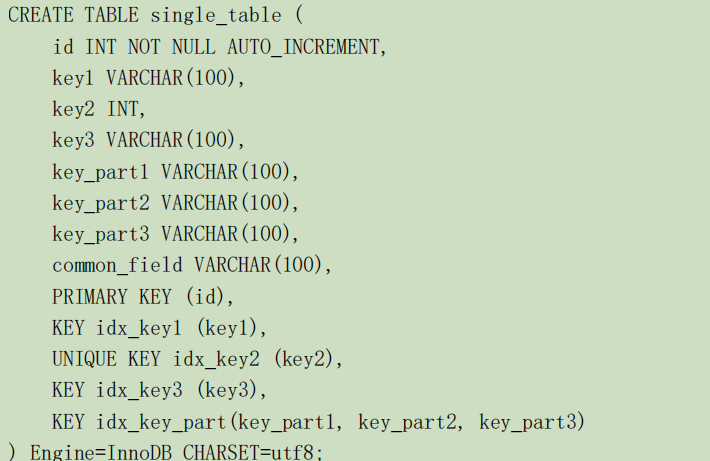 CREATE TABLE single_table (
    id INT NOT NULL AUTO_INCREMENT,
    key1 VARCHAR(100),
    key2 INT,
    key3 VARCHAR(100),
    key_part1 VARCHAR(100),
    key_part2 VARCHAR(100),
    key_part3 VARCHAR(100),
    common_field VARCHAR(100),
    PRIMARY KEY (id),
    KEY idx_key1 (key1),
    UNIQUE KEY idx_key2 (key2),
    KEY idx_key3 (key3),
    KEY idx_key_part(key_part1, key_part2, key_part3)
) Engine=InnoDB CHARSET=utf8;